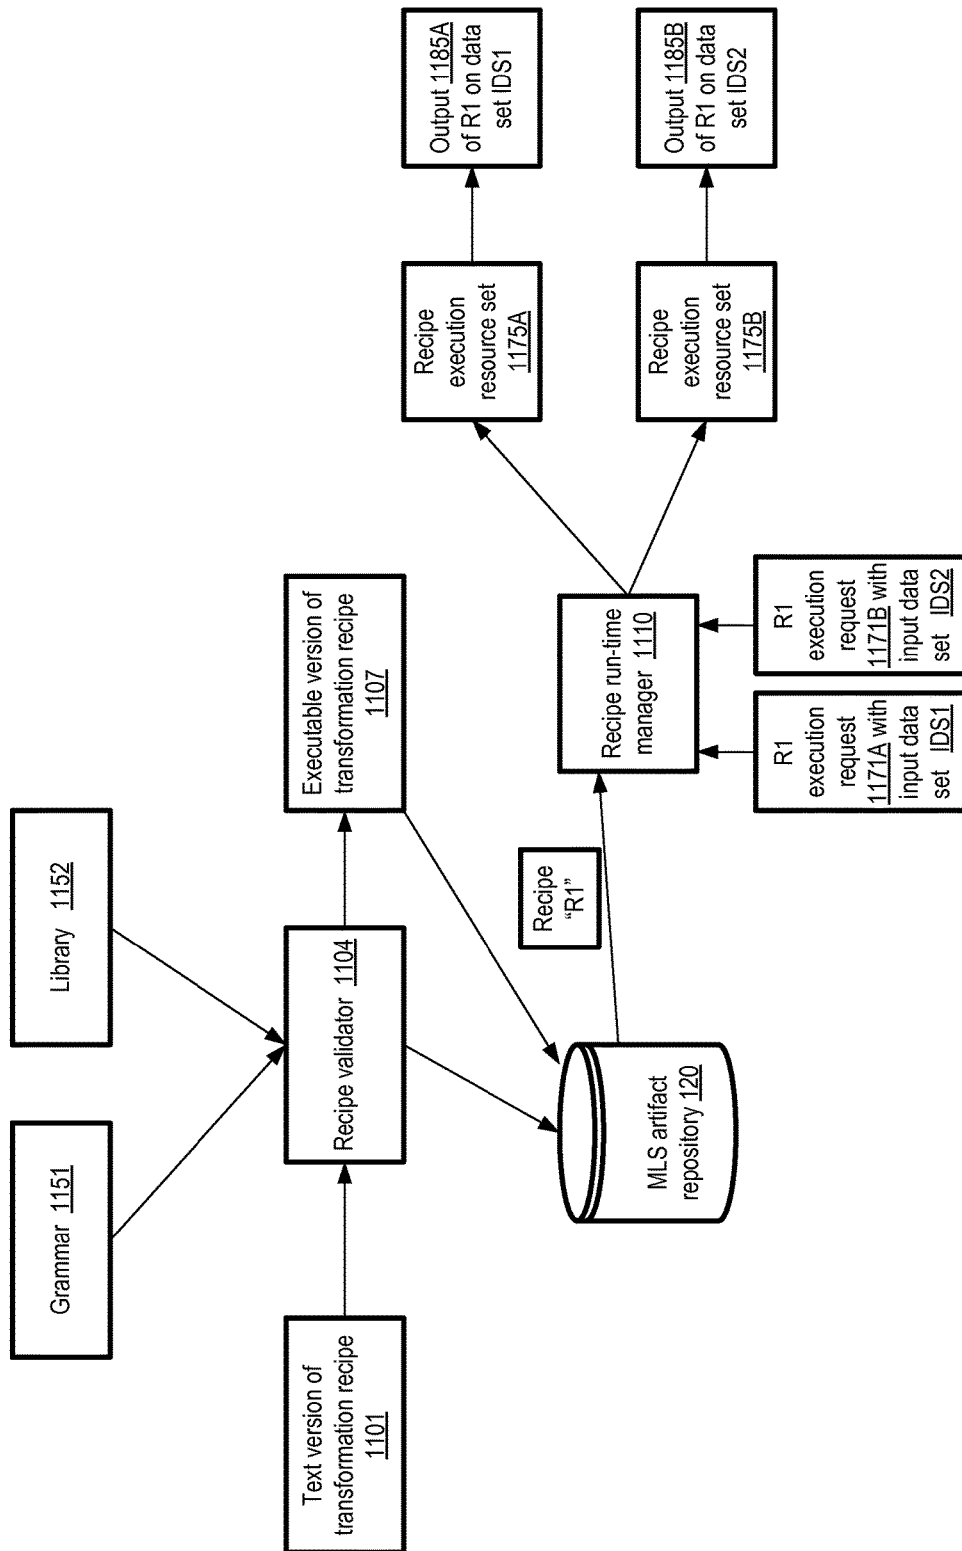 Grammar 1151
Library 1152
Text version of
transformation recipe
1101
Recipe validator 1104
Executable version of
transformation recipe
1107
MLS artifact
repository 120
Recipe
“R1”
Recipe run-time
manager 1110
R1
execution
request
1171A with
input data
set IDS1
R1
execution
request
1171B with
input data
set IDS2
Recipe
execution
resource set
1175A
Output 1185A
of R1 on data
set IDS1
Recipe
execution
resource set
1175B
Output 1185B
of R1 on data
set IDS2